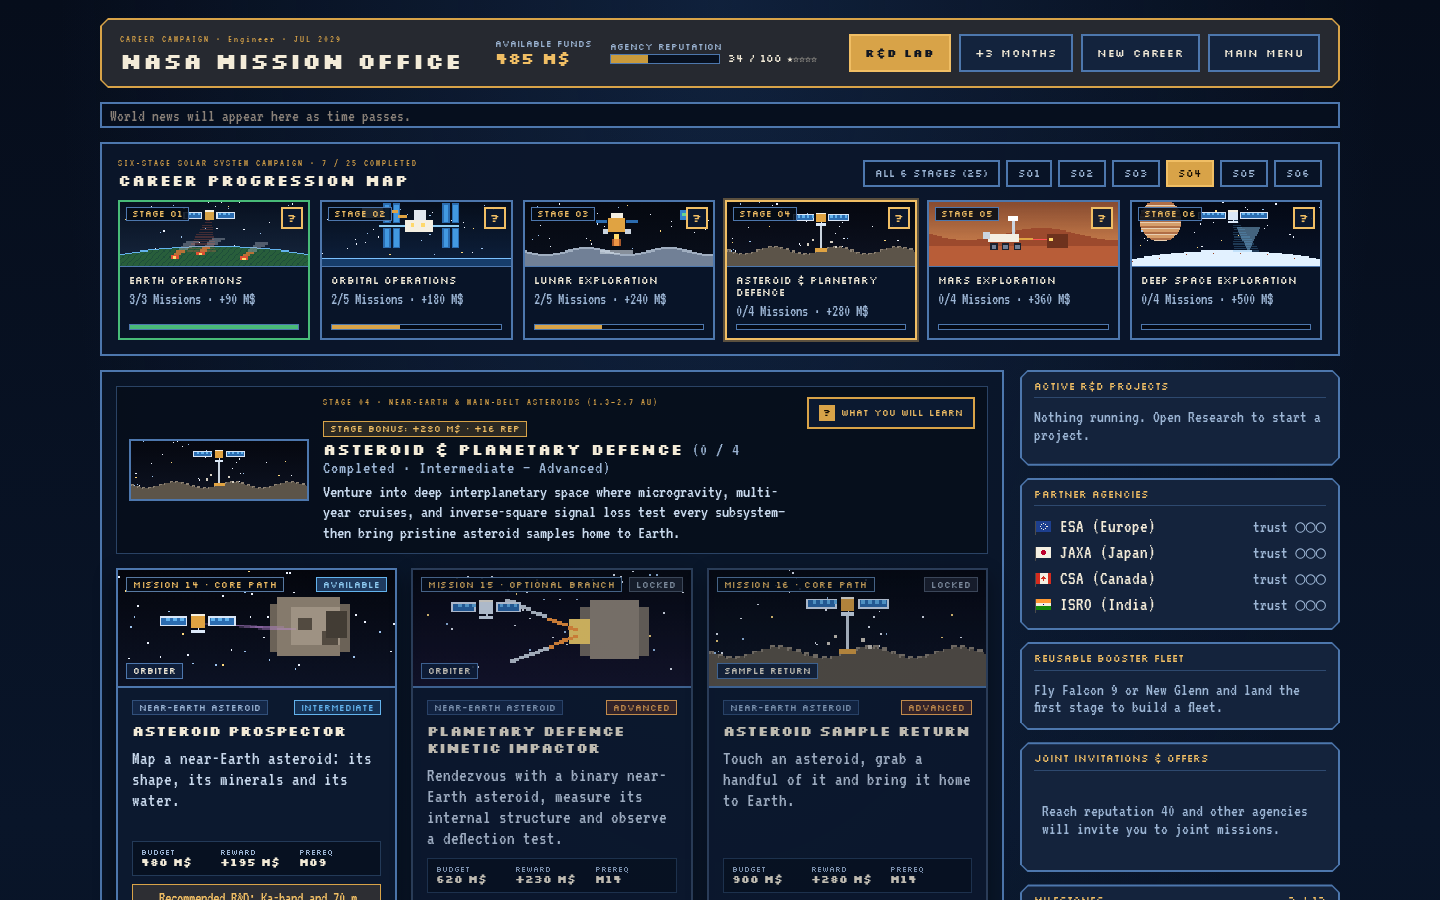 CAREER CAMPAIGN · Engineer · JUL 2029
NASA MISSION OFFICE
AVAILABLE FUNDS
485 M$
AGENCY REPUTATION
34 / 100 ★☆☆☆☆
R&D LAB
+3 MONTHS
NEW CAREER
MAIN MENU
World news will appear here as time passes.
SIX-STAGE SOLAR SYSTEM CAMPAIGN · 7 / 25 COMPLETED
CAREER PROGRESSION MAP
ALL 6 STAGES (25)
S01
S02
S03
S04
S05
S06
STAGE 01
?
EARTH OPERATIONS
3/3 Missions · +90 M$
STAGE 02
?
ORBITAL OPERATIONS
2/5 Missions · +180 M$
STAGE 03
?
LUNAR EXPLORATION
2/5 Missions · +240 M$
STAGE 04
?
ASTEROID & PLANETARY
DEFENCE
0/4 Missions · +280 M$
STAGE 05
?
MARS EXPLORATION
0/4 Missions · +360 M$
STAGE 06
?
DEEP SPACE EXPLORATION
0/4 Missions · +500 M$
STAGE 04 · NEAR-EARTH & MAIN-BELT ASTEROIDS (1.3–2.7 AU)
? WHAT YOU WILL LEARN
STAGE BONUS: +280 M$ · +16 REP
ASTEROID & PLANETARY DEFENCE (0 / 4
Completed · Intermediate – Advanced)
Venture into deep interplanetary space where microgravity, multi-
year cruises, and inverse-square signal loss test every subsystem—
then bring pristine asteroid samples home to Earth.
MISSION 14 · CORE PATH
AVAILABLE
ORBITER
NEAR-EARTH ASTEROID
INTERMEDIATE
ASTEROID PROSPECTOR
Map a near-Earth asteroid: its
shape, its minerals and its
water.
BUDGET
480 M$
REWARD
+195 M$
PREREQ
M09
Recommended R&D: Ka-band and 70 m
MISSION 15 · OPTIONAL BRANCH
LOCKED
ORBITER
NEAR-EARTH ASTEROID
ADVANCED
PLANETARY DEFENCE
KINETIC IMPACTOR
Rendezvous with a binary near-
Earth asteroid, measure its
internal structure and observe
a deflection test.
BUDGET
620 M$
REWARD
+230 M$
PREREQ
M14
MISSION 16 · CORE PATH
LOCKED
SAMPLE RETURN
NEAR-EARTH ASTEROID
ADVANCED
ASTEROID SAMPLE RETURN
Touch an asteroid, grab a
handful of it and bring it home
to Earth.
BUDGET
900 M$
REWARD
+280 M$
PREREQ
M14
ACTIVE R&D PROJECTS
Nothing running. Open Research to start a
project.
PARTNER AGENCIES
ESA (Europe) trust ○○○
JAXA (Japan) trust ○○○
CSA (Canada) trust ○○○
ISRO (India) trust ○○○
REUSABLE BOOSTER FLEET
Fly Falcon 9 or New Glenn and land the
first stage to build a fleet.
JOINT INVITATIONS & OFFERS
Reach reputation 40 and other agencies
will invite you to joint missions.
MILESTONES